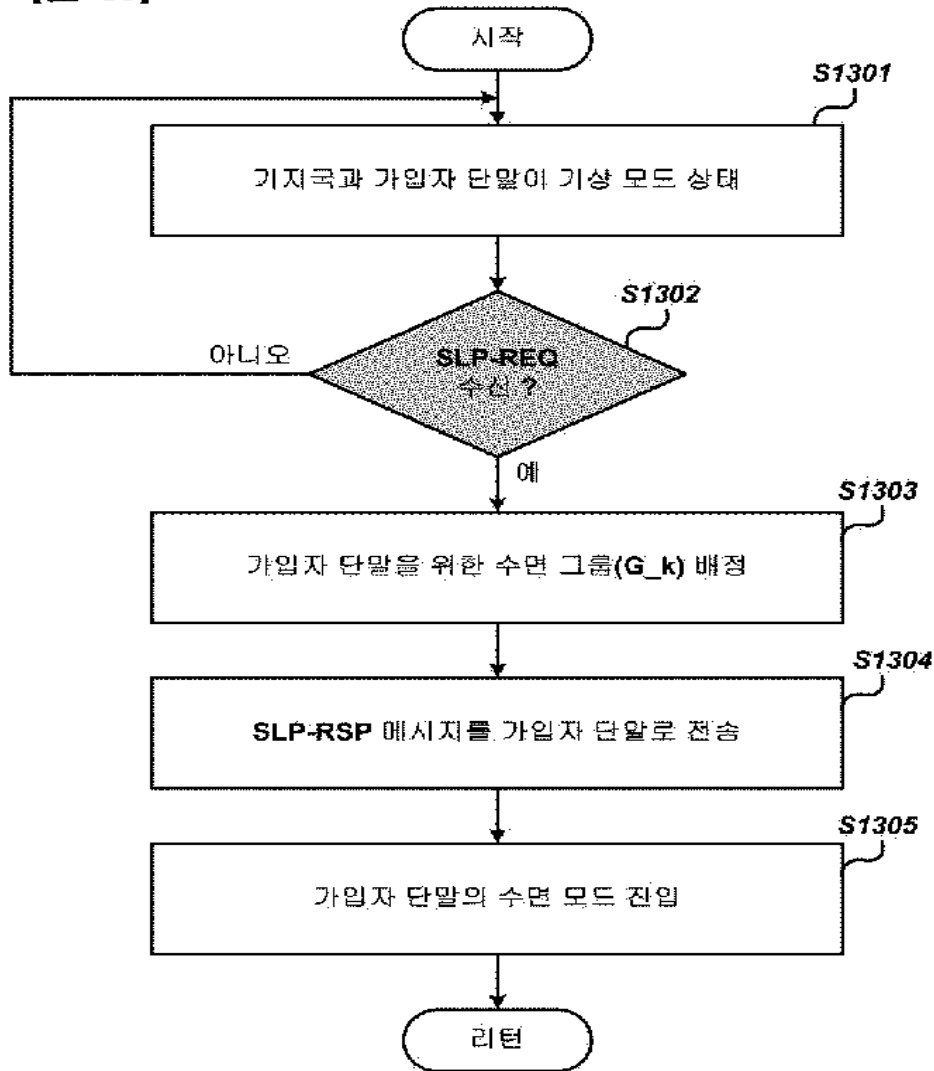 시작
S1301
기지국과 가입자 단말이 기상 모드 상태
S1302
SLP-REQ
수신 ?
아니오
예
S1303
가입자 단말을 위한 수면 그룹(G_k) 배정
S1304
SLP-RSP 메시지를 가입자 단말로 전송
S1305
가입자 단말의 수면 모드 진입
리턴